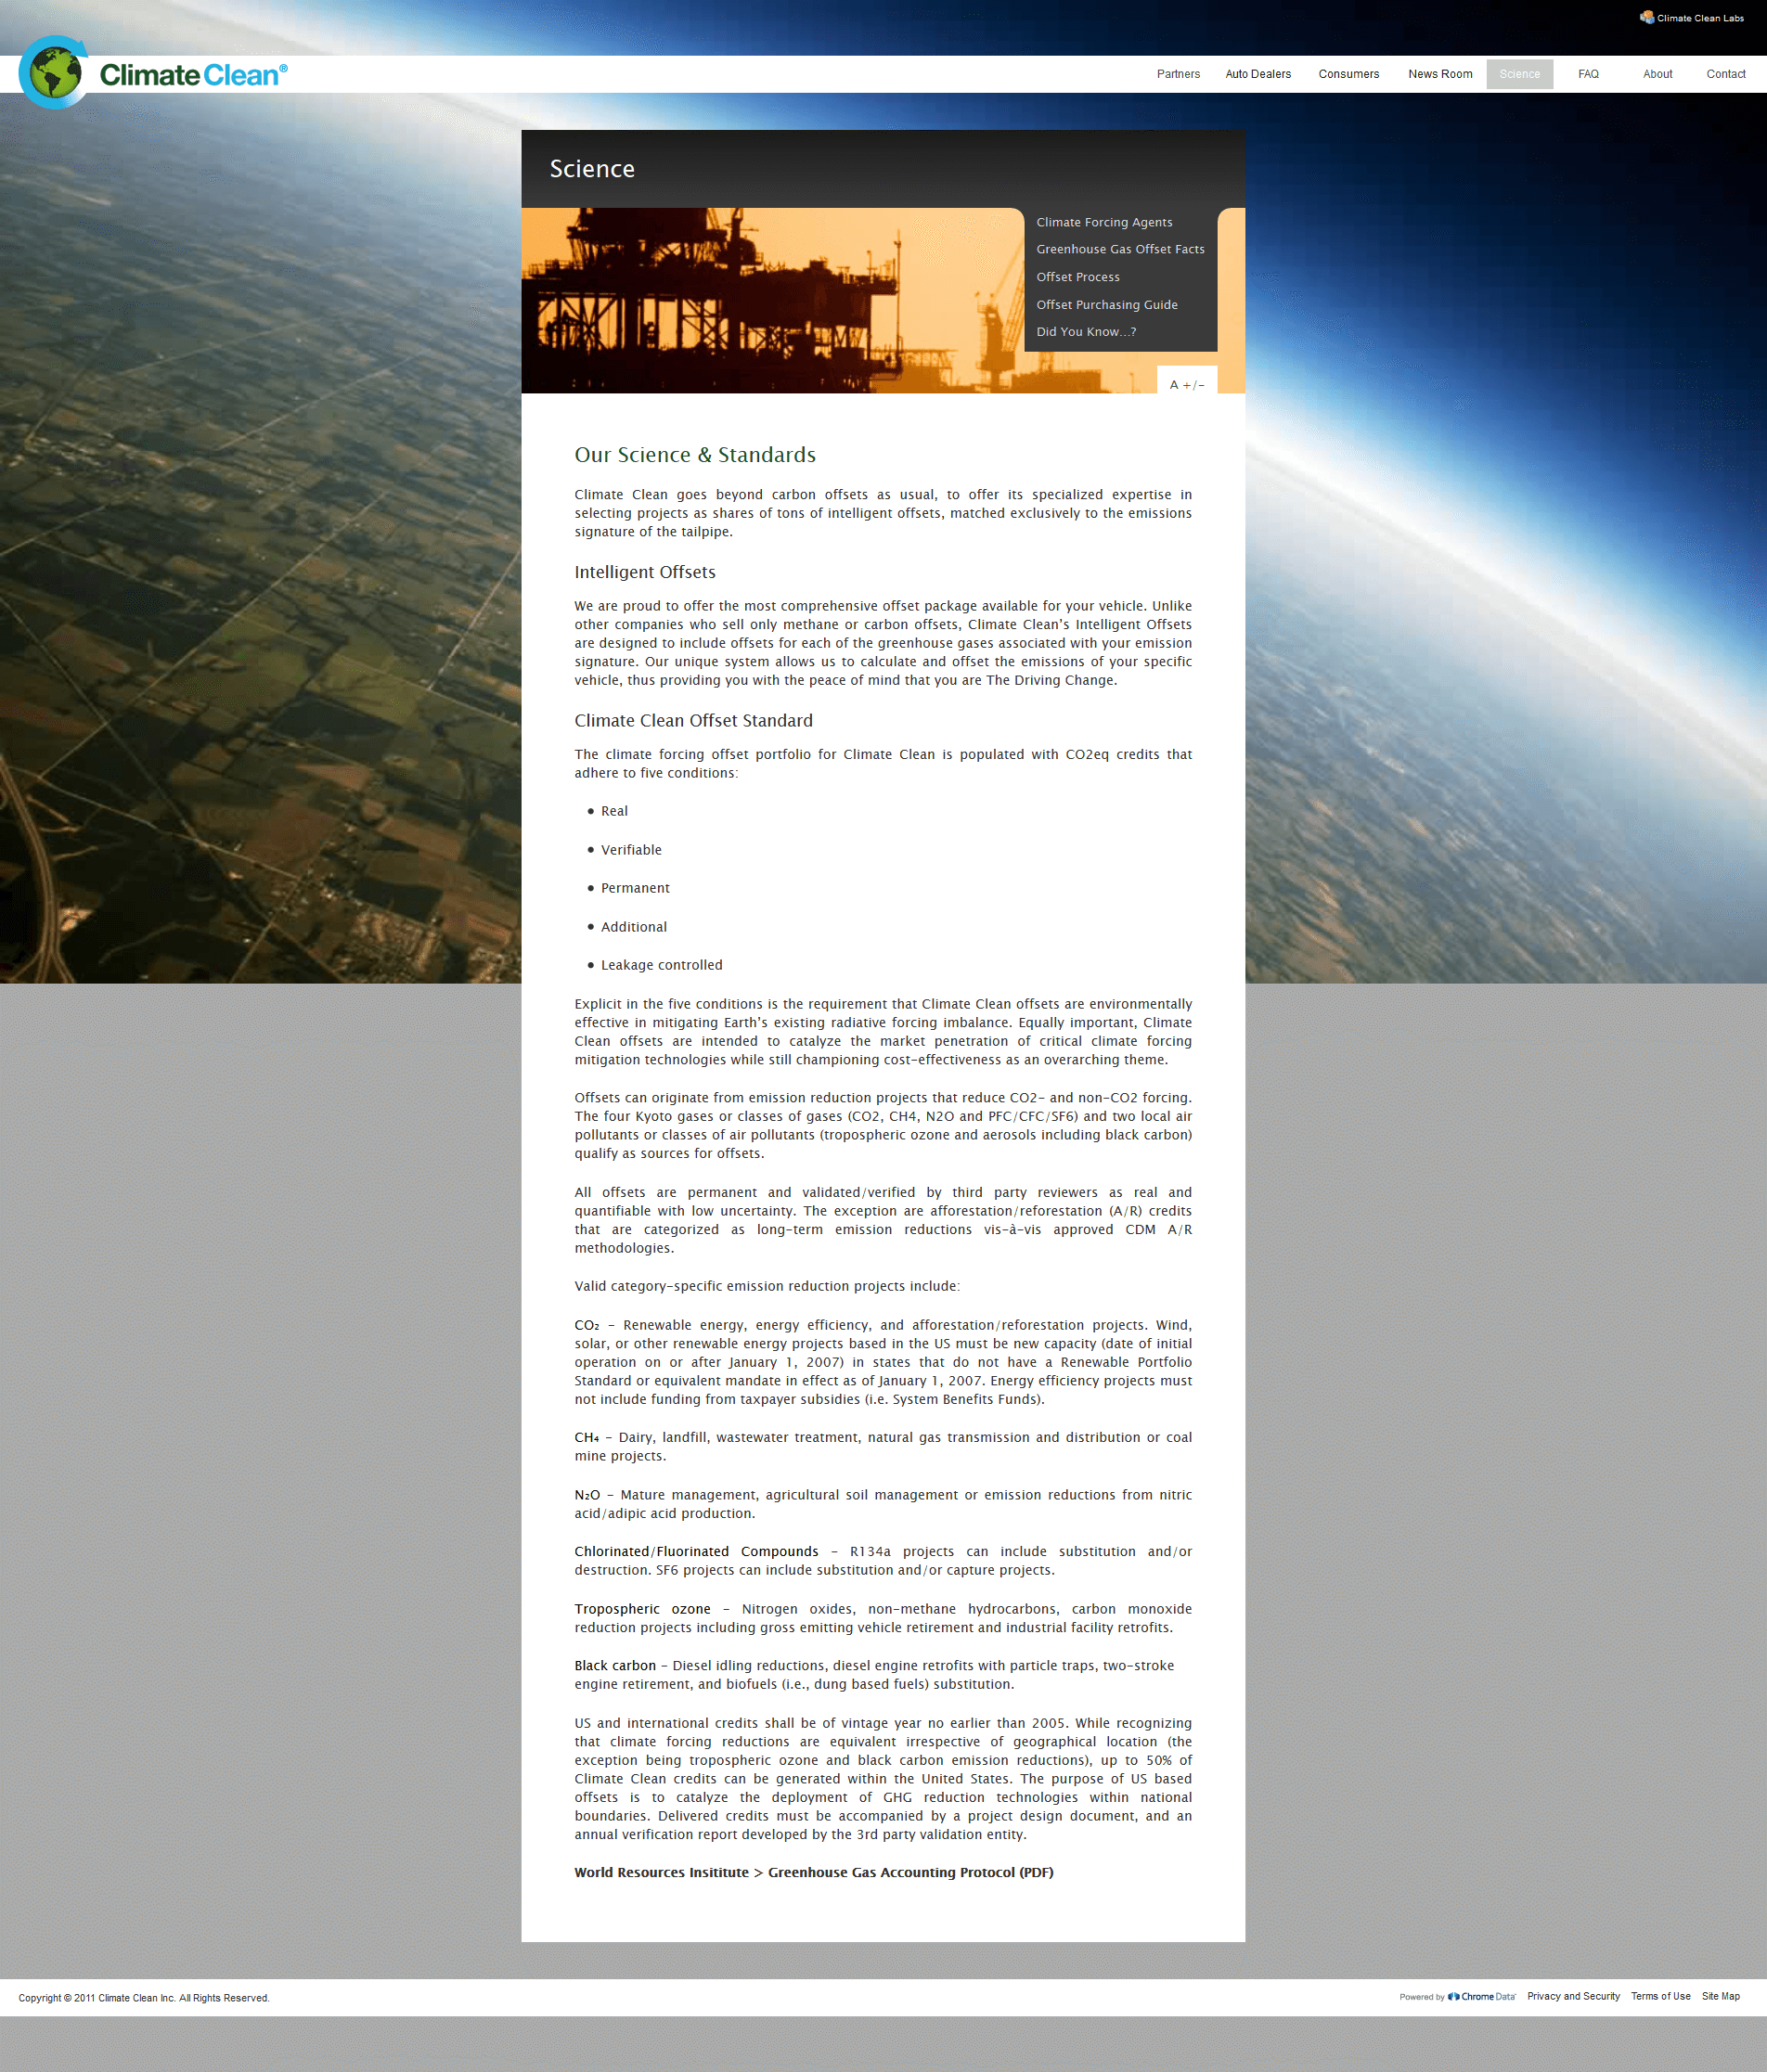 Climate Clean Labs
ClimateClean®
Partners Auto Dealers Consumers News Room Science FAQ About Contact
Science
Climate Forcing Agents
Greenhouse Gas Offset Facts
Offset Process
Offset Purchasing Guide
Did You Know...?
A +/-
Our Science & Standards
Climate Clean goes beyond carbon offsets as usual, to offer its specialized expertise in
selecting projects as shares of tons of intelligent offsets, matched exclusively to the emissions
signature of the tailpipe.
Intelligent Offsets
We are proud to offer the most comprehensive offset package available for your vehicle. Unlike
other companies who sell only methane or carbon offsets, Climate Clean’s Intelligent Offsets
are designed to include offsets for each of the greenhouse gases associated with your emission
signature. Our unique system allows us to calculate and offset the emissions of your specific
vehicle, thus providing you with the peace of mind that you are The Driving Change.
Climate Clean Offset Standard
The climate forcing offset portfolio for Climate Clean is populated with CO2eq credits that
adhere to five conditions:
• Real
• Verifiable
• Permanent
• Additional
• Leakage controlled
Explicit in the five conditions is the requirement that Climate Clean offsets are environmentally
effective in mitigating Earth’s existing radiative forcing imbalance. Equally important, Climate
Clean offsets are intended to catalyze the market penetration of critical climate forcing
mitigation technologies while still championing cost-effectiveness as an overarching theme.
Offsets can originate from emission reduction projects that reduce CO2- and non-CO2 forcing.
The four Kyoto gases or classes of gases (CO2, CH4, N2O and PFC/CFC/SF6) and two local air
pollutants or classes of air pollutants (tropospheric ozone and aerosols including black carbon)
qualify as sources for offsets.
All offsets are permanent and validated/verified by third party reviewers as real and
quantifiable with low uncertainty. The exception are afforestation/reforestation (A/R) credits
that are categorized as long-term emission reductions vis-à-vis approved CDM A/R
methodologies.
Valid category-specific emission reduction projects include:
CO₂ - Renewable energy, energy efficiency, and afforestation/reforestation projects. Wind,
solar, or other renewable energy projects based in the US must be new capacity (date of initial
operation on or after January 1, 2007) in states that do not have a Renewable Portfolio
Standard or equivalent mandate in effect as of January 1, 2007. Energy efficiency projects must
not include funding from taxpayer subsidies (i.e. System Benefits Funds).
CH₄ - Dairy, landfill, wastewater treatment, natural gas transmission and distribution or coal
mine projects.
N₂O - Mature management, agricultural soil management or emission reductions from nitric
acid/adipic acid production.
Chlorinated/Fluorinated Compounds - R134a projects can include substitution and/or
destruction. SF6 projects can include substitution and/or capture projects.
Tropospheric ozone - Nitrogen oxides, non-methane hydrocarbons, carbon monoxide
reduction projects including gross emitting vehicle retirement and industrial facility retrofits.
Black carbon - Diesel idling reductions, diesel engine retrofits with particle traps, two-stroke
engine retirement, and biofuels (i.e., dung based fuels) substitution.
US and international credits shall be of vintage year no earlier than 2005. While recognizing
that climate forcing reductions are equivalent irrespective of geographical location (the
exception being tropospheric ozone and black carbon emission reductions), up to 50% of
Climate Clean credits can be generated within the United States. The purpose of US based
offsets is to catalyze the deployment of GHG reduction technologies within national
boundaries. Delivered credits must be accompanied by a project design document, and an
annual verification report developed by the 3rd party validation entity.
World Resources Insititute > Greenhouse Gas Accounting Protocol (PDF)
Copyright © 2011 Climate Clean Inc. All Rights Reserved.
Powered by ChromeData Privacy and Security Terms of Use Site Map